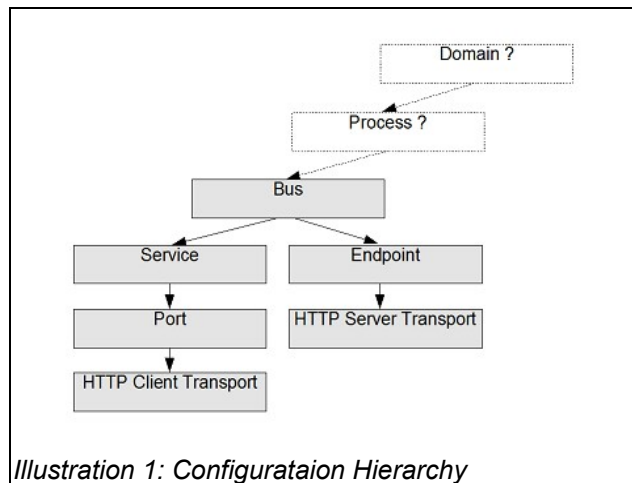 Domain ?
Process ?
Bus
Service
Endpoint
Port
HTTP Server Transport
HTTP Client Transport
Illustration 1: Configurataion Hierarchy